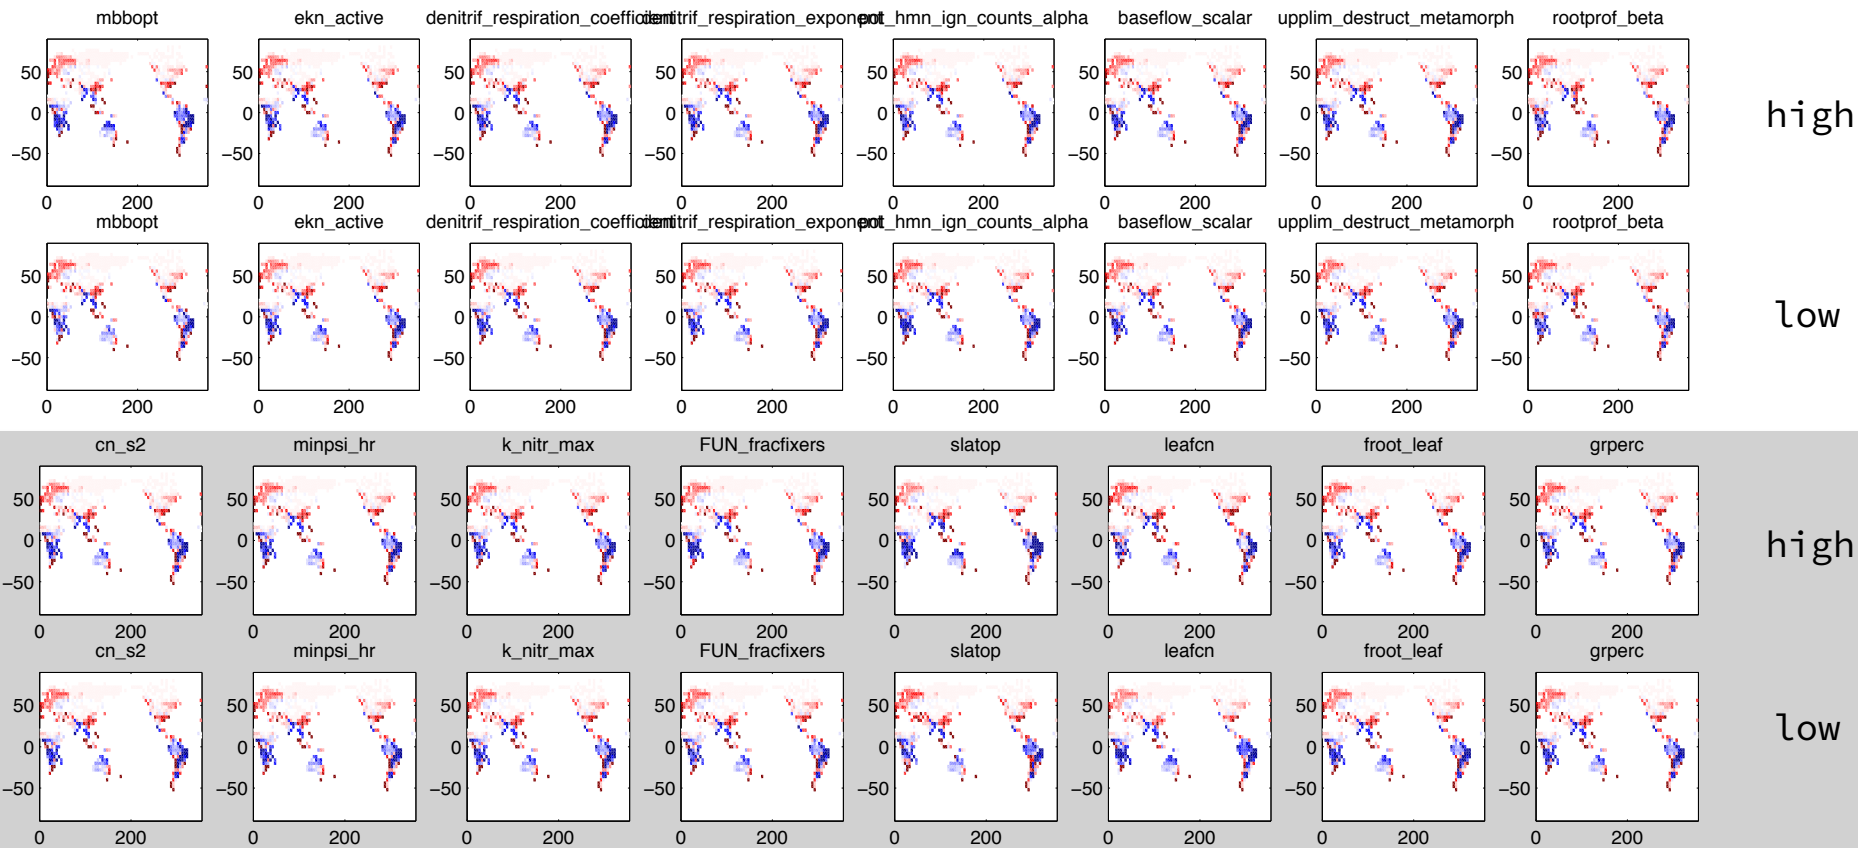 mbbopt ekn_active denitrif_respiration_coefficient denitrif_respiration_exponent pot_hmn_ign_counts_alpha baseflow_scalar upplim_destruct_metamorph rootprof_beta
50 50 50 50 50 50 50 50
high
0 0 0 0 0 0 0 0
−50 −50 −50 −50 −50 −50 −50 −50
0 200 0 200 0 200 0 200 0 200 0 200 0 200 0 200
mbbopt ekn_active denitrif_respiration_coefficient denitrif_respiration_exponent pot_hmn_ign_counts_alpha baseflow_scalar upplim_destruct_metamorph rootprof_beta
50 50 50 50 50 50 50 50
low
0 0 0 0 0 0 0 0
−50 −50 −50 −50 −50 −50 −50 −50
0 200 0 200 0 200 0 200 0 200 0 200 0 200 0 200
cn_s2 minpsi_hr k_nitr_max FUN_fracfixers slatop leafcn froot_leaf grperc
50 50 50 50 50 50 50 50
high
0 0 0 0 0 0 0 0
−50 −50 −50 −50 −50 −50 −50 −50
0 200 0 200 0 200 0 200 0 200 0 200 0 200 0 200
cn_s2 minpsi_hr k_nitr_max FUN_fracfixers slatop leafcn froot_leaf grperc
50 50 50 50 50 50 50 50
low
0 0 0 0 0 0 0 0
−50 −50 −50 −50 −50 −50 −50 −50
0 200 0 200 0 200 0 200 0 200 0 200 0 200 0 200